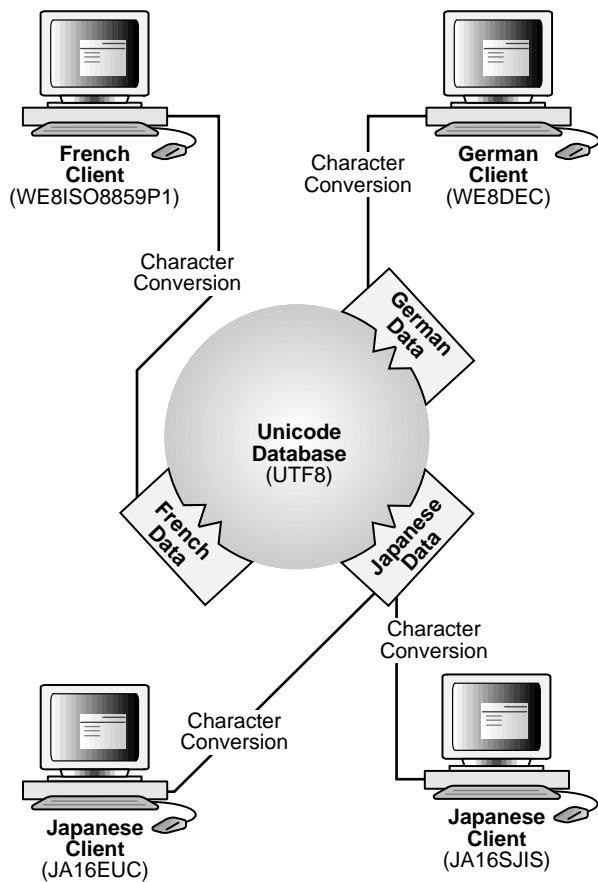 French
Client
(WE8ISO8859P1)
German
Client
(WE8DEC)
Character
Conversion
Character
Conversion
German
Data
Unicode
Database
(UTF8)
French
Data
Japanese
Data
Character
Conversion
Character
Conversion
Japanese
Client
(JA16EUC)
Japanese
Client
(JA16SJIS)